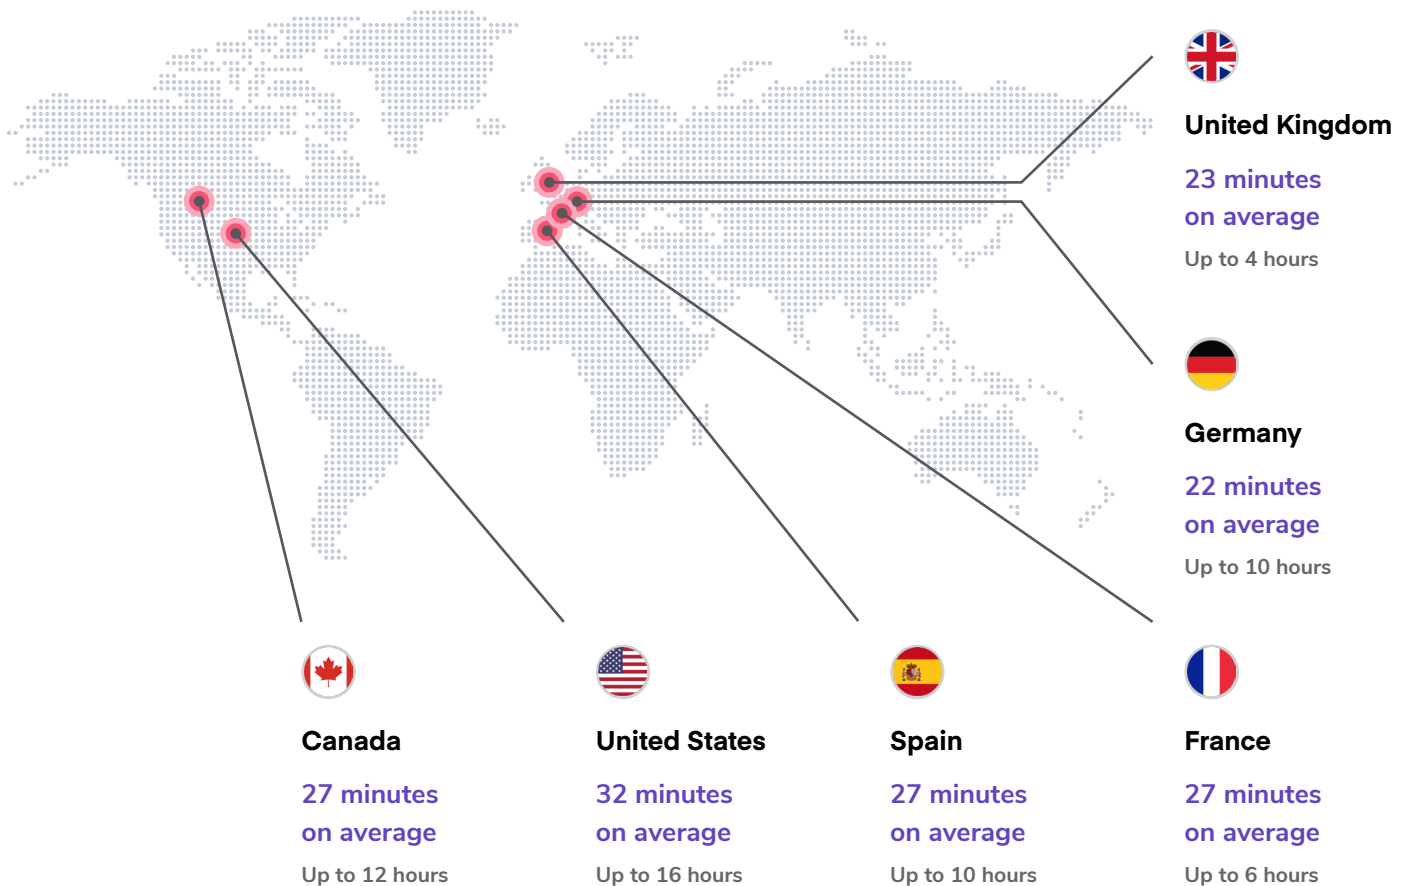 United Kingdom
23 minutes
on average
Up to 4 hours
Germany
22 minutes
on average
Up to 10 hours
Canada
27 minutes
on average
Up to 12 hours
United States
32 minutes
on average
Up to 16 hours
Spain
27 minutes
on average
Up to 10 hours
France
27 minutes
on average
Up to 6 hours